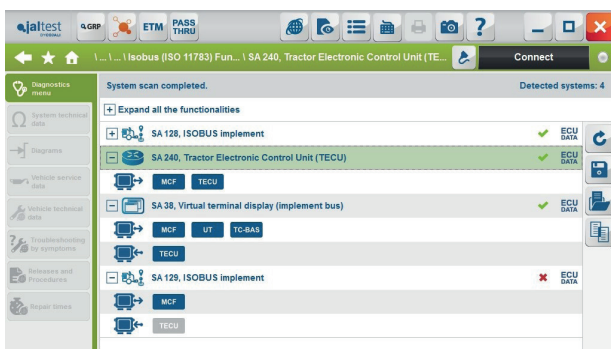 jaltest
GRP
ETM
PASS
THRU
?
\ ... \ ... \ Isobus (ISO 11783) Fun... \ SA 240, Tractor Electronic Control Unit (TE...
Connect
Diagnostics
menu
System technical
data
Diagrams
Vehicle service
data
Vehicle technical
data
Troubleshooting
by symptoms
Releases and
Procedures
Repair times
System scan completed.
Detected systems: 4
Expand all the functionalities
SA 128, ISOBUS implement
ECU
DATA
SA 240, Tractor Electronic Control Unit (TECU)
ECU
DATA
MCF TECU
SA 38, Virtual terminal display (implement bus)
ECU
DATA
MCF UT TC-BAS
TECU
SA 129, ISOBUS implement
ECU
DATA
MCF
TECU